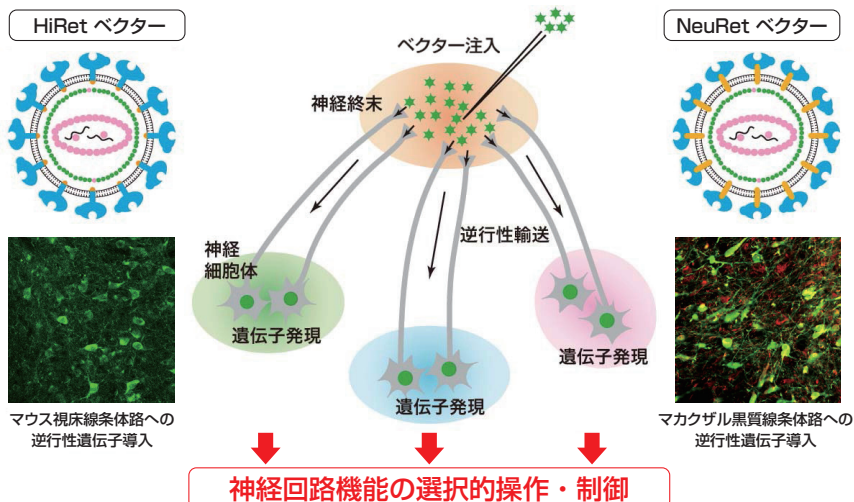 HiRet ベクター
ベクター注入
NeuRet ベクター
神経終末
逆行性輸送
神経
細胞体
遺伝子発現
遺伝子発現
遺伝子発現
マウス視床線条体路への
逆行性遺伝子導入
マカクザル黒質線条体路への
逆行性遺伝子導入
神経回路機能の選択的操作・制御